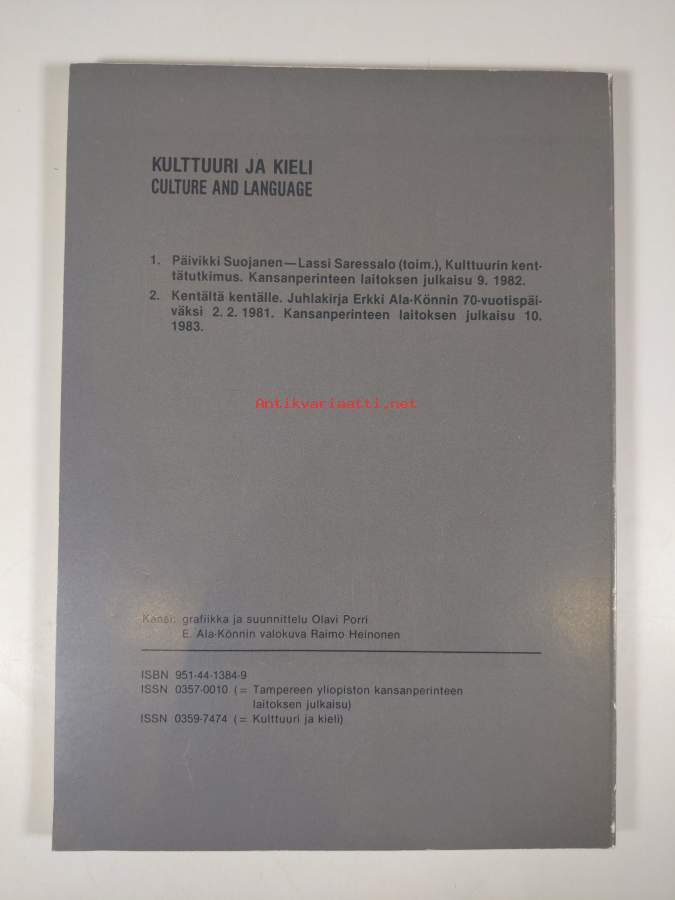 KULTTUURI JA KIELI
CULTURE AND LANGUAGE
1. Päivikki Suojanen—Lassi Saressalo (toim.), Kulttuurin kent-
tätutkimus. Kansanperinteen laitoksen julkaisu 9. 1982.
2. Kentältä kentälle. Juhlakirja Erkki Ala-Könnin 70-vuotispäi-
väksi 2. 2. 1981. Kansanperinteen laitoksen julkaisu 10.
1983.
Antikvariaatti.net
Kansi: grafiikka ja suunnittelu Olavi Porri
E. Ala-Könnin valokuva Raimo Heinonen
ISBN 951-44-1384-9
ISSN 0357-0010 (= Tampereen yliopiston kansanperinteen
laitoksen julkaisu)
ISSN 0359-7474 (= Kulttuuri ja kieli)